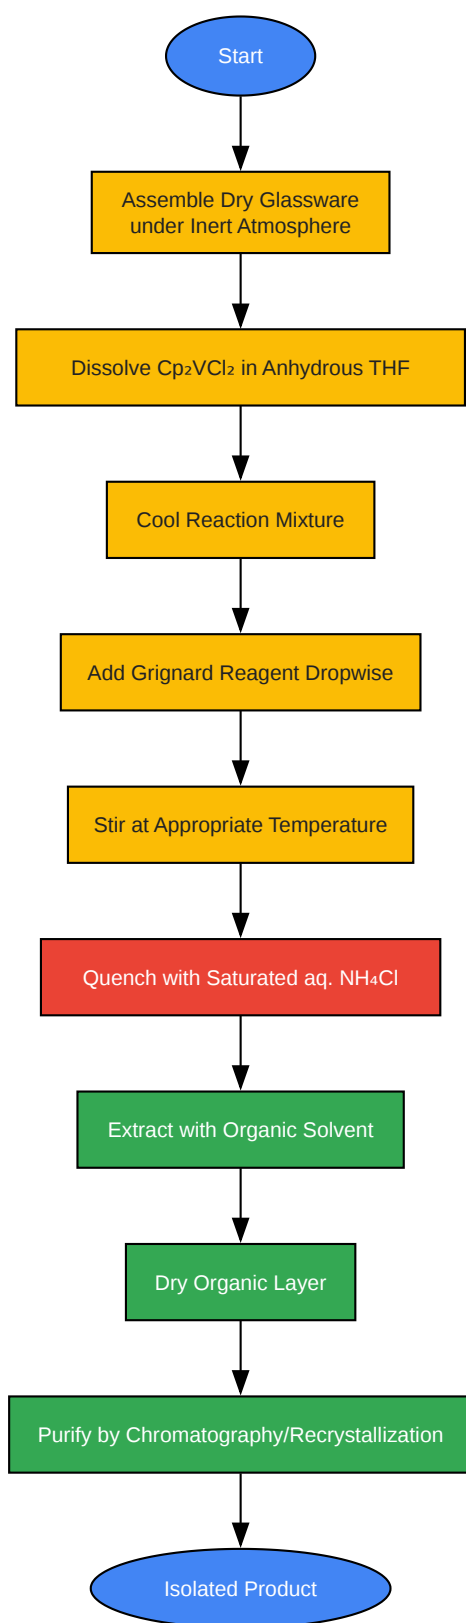 Start
Assemble Dry Glassware
under Inert Atmosphere
Dissolve Cp₂VCl₂ in Anhydrous THF
Cool Reaction Mixture
Add Grignard Reagent Dropwise
Stir at Appropriate Temperature
Quench with Saturated aq. NH₄Cl
Extract with Organic Solvent
Dry Organic Layer
Purify by Chromatography/Recrystallization
Isolated Product